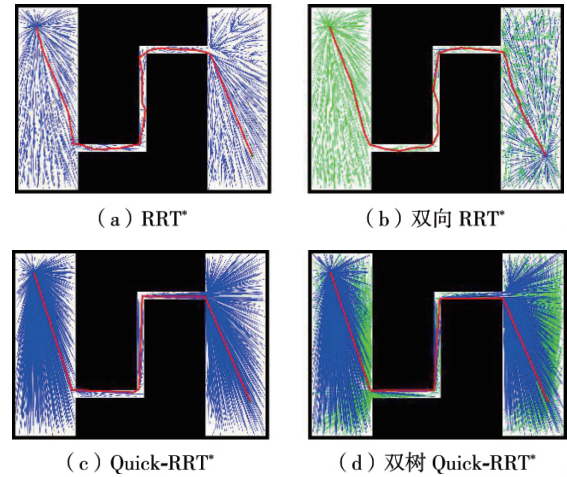 （a）RRT*
（b）双向 RRT*
（c）Quick-RRT*
（d）双树 Quick-RRT*